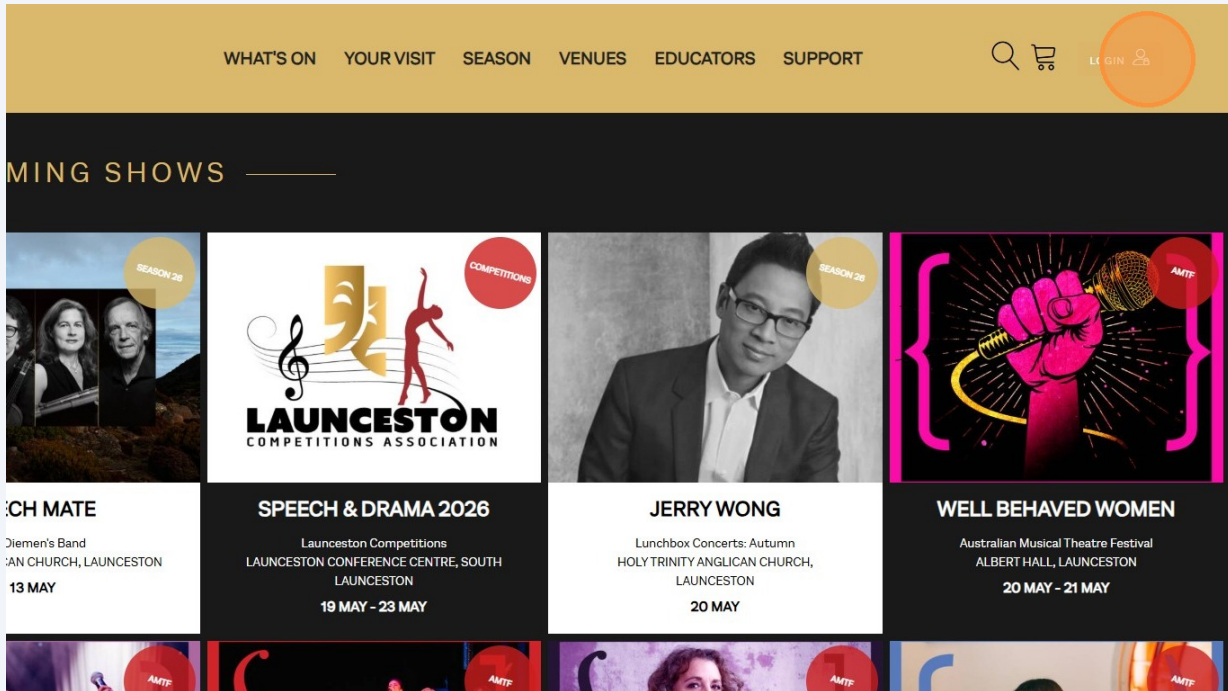 WHAT'S ON YOUR VISIT SEASON VENUES EDUCATORS SUPPORT
LOGIN
MING SHOWS
SEASON 26
COMPETITIONS
SEASON 26
AMTF
LAUNCESTON
COMPETITIONS ASSOCIATION
ECH MATE
Diemen's Band
CAN CHURCH, LAUNCESTON
13 MAY
SPEECH & DRAMA 2026
Launceston Competitions
LAUNCESTON CONFERENCE CENTRE, SOUTH
LAUNCESTON
19 MAY - 23 MAY
JERRY WONG
Lunchbox Concerts: Autumn
HOLY TRINITY ANGLICAN CHURCH,
LAUNCESTON
20 MAY
WELL BEHAVED WOMEN
Australian Musical Theatre Festival
ALBERT HALL, LAUNCESTON
20 MAY - 21 MAY
AMTF
AMTF
AMTF
AMTF